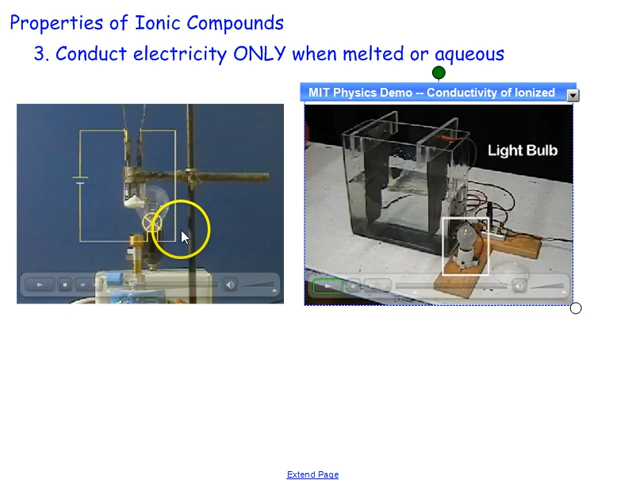 Properties of Ionic Compounds
3. Conduct electricity ONLY when melted or aqueous
MIT Physics Demo -- Conductivity of Ionized
Light Bulb
Extend Page